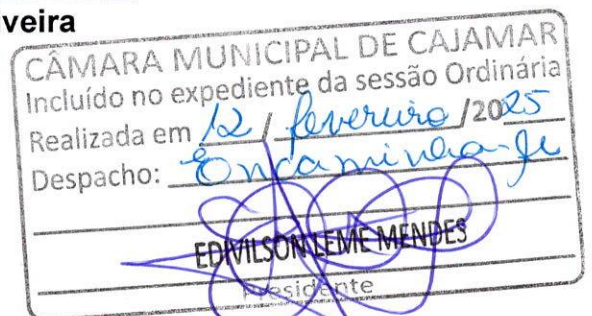 veira
CÂMARA MUNICIPAL DE CAJAMAR
Incluído no expediente da sessão Ordinária
Realizada em 12 / fevereiro /2025
Despacho: Encaminha-se
EDIVILSON LEME MENDES
Presidente